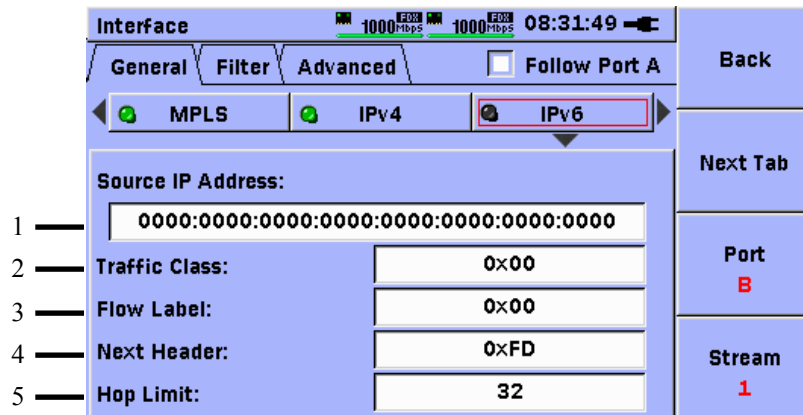 Interface 1000 FDX Mbps 1000 FDX Mbps 08:31:49
General Filter Advanced Follow Port A
MPLS IPv4 IPv6
Source IP Address:
1 0000:0000:0000:0000:0000:0000:0000:0000
2 Traffic Class: 0x00
3 Flow Label: 0x00
4 Next Header: 0xFD
5 Hop Limit: 32
Back
Next Tab
Port
B
Stream
1